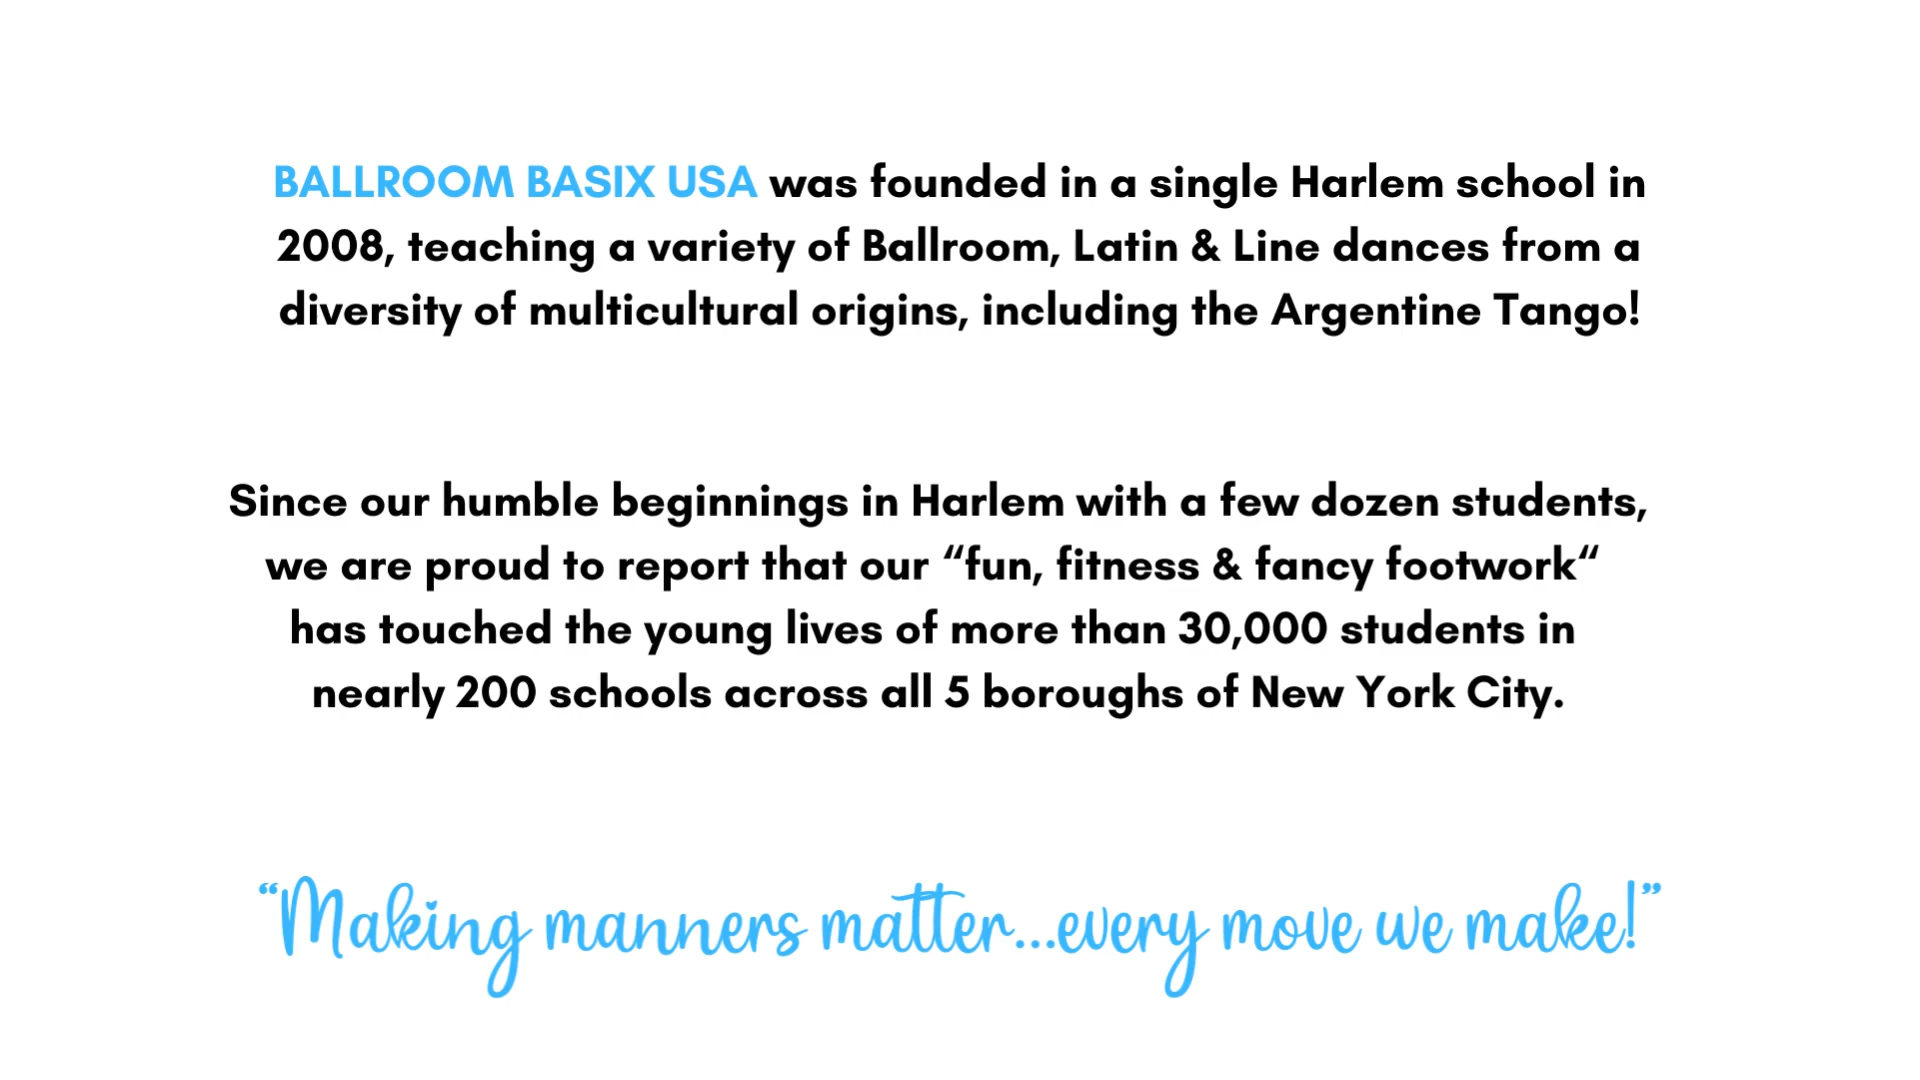 BALLROOM BASIX USA was founded in a single Harlem school in
2008, teaching a variety of Ballroom, Latin & Line dances from a
diversity of multicultural origins, including the Argentine Tango!
Since our humble beginnings in Harlem with a few dozen students,
we are proud to report that our “fun, fitness & fancy footwork“
has touched the young lives of more than 30,000 students in
nearly 200 schools across all 5 boroughs of New York City.
“Making manners matter...every move we make!”